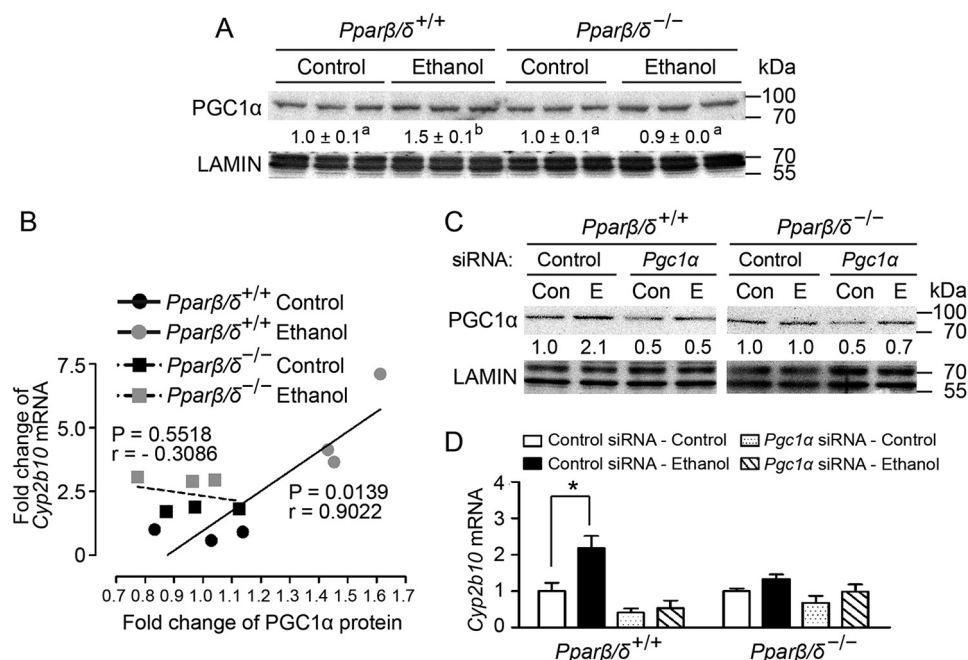 A
Pparβ/δ+/+ Pparβ/δ−/−
Control Ethanol Control Ethanol kDa
PGC1α 100
70
1.0 ± 0.1a 1.5 ± 0.1b 1.0 ± 0.1a 0.9 ± 0.0a
LAMIN 70
55
B
Pparβ/δ+/+ Control
Pparβ/δ+/+ Ethanol
Pparβ/δ−/− Control
Pparβ/δ−/− Ethanol
Fold change of
Cyp2b10 mRNA
7.5
5.0
2.5
0
P = 0.5518
r = - 0.3086
P = 0.0139
r = 0.9022
0.7 0.8 0.9 1.0 1.1 1.2 1.3 1.4 1.5 1.6 1.7
Fold change of PGC1α protein
C
Pparβ/δ+/+ Pparβ/δ−/−
siRNA: Control Pgc1α Control Pgc1α
Con E Con E Con E Con E kDa
PGC1α 100
70
1.0 2.1 0.5 0.5 1.0 1.0 0.5 0.7
LAMIN 70
55
D
Control siRNA - Control Pgc1α siRNA - Control
Control siRNA - Ethanol Pgc1α siRNA - Ethanol
Cyp2b10 mRNA
4
3
2
1
0
*
Pparβ/δ+/+ Pparβ/δ−/−